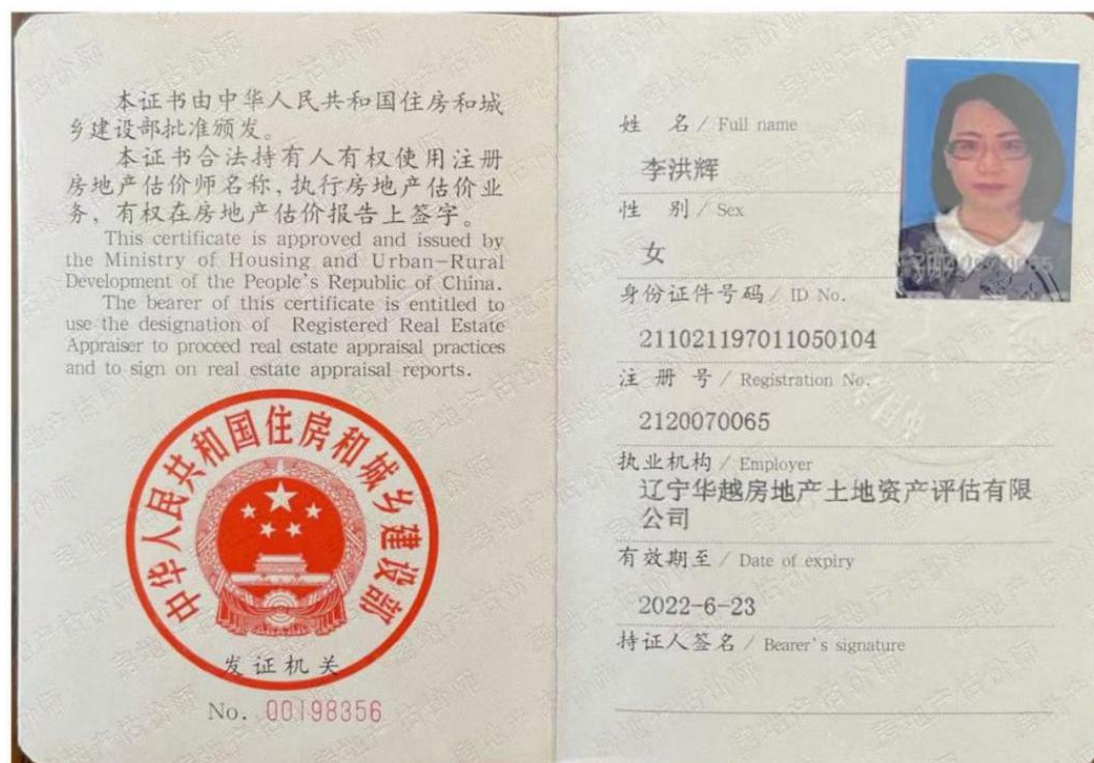 本证书由中华人民共和国住房和城
乡建设部批准颁发。
本证书合法持有人有权使用注册
房地产估价师名称，执行房地产估价业
务，有权在房地产估价报告上签字。
This certificate is approved and issued by
the Ministry of Housing and Urban-Rural
Development of the People's Republic of China.
The bearer of this certificate is entitled to
use the designation of Registered Real Estate
Appraiser to proceed real estate appraisal practices
and to sign on real estate appraisal reports.
中华人民共和国住房和城乡建设部
发证机关
No. 00198356
姓 名 / Full name
李洪辉
性 别 / Sex
女
身份证件号码 / ID No.
211021197011050104
注 册 号 / Registration No.
2120070065
执业机构 / Employer
辽宁华越房地产土地资产评估有限
公司
有效期至 / Date of expiry
2022-6-23
持证人签名 / Bearer's signature